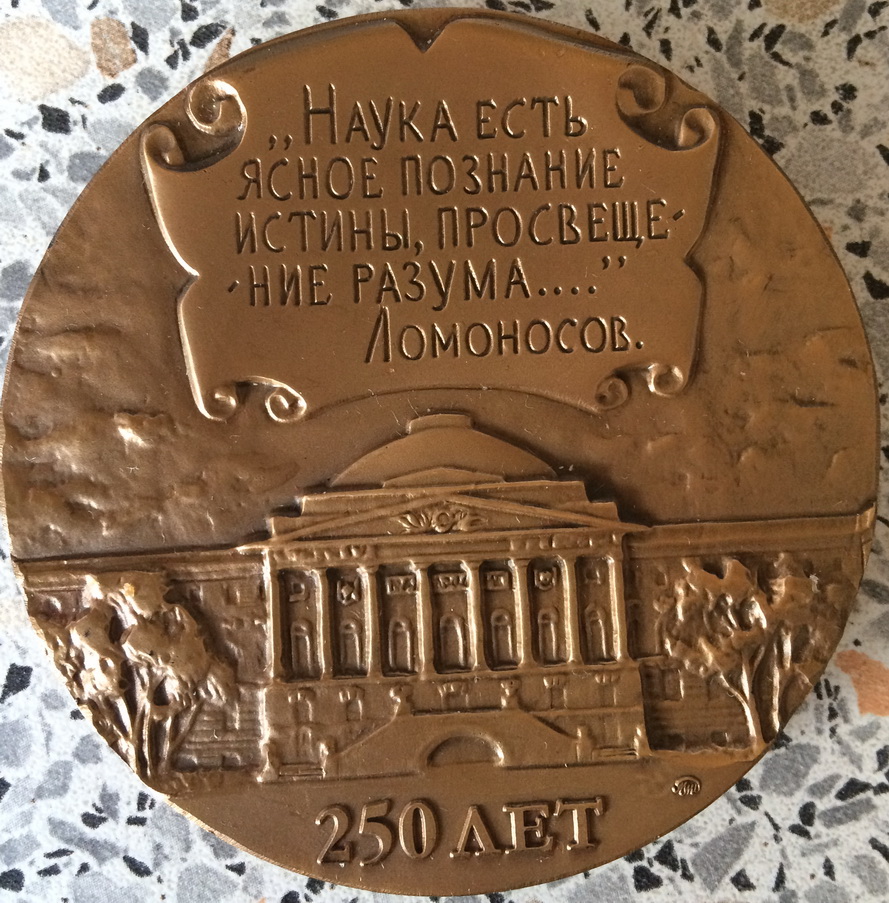 „Наука есть
ясное познание
истины, просвеще-
-ние разума....”
Ломоносов.
250 ЛЕТ